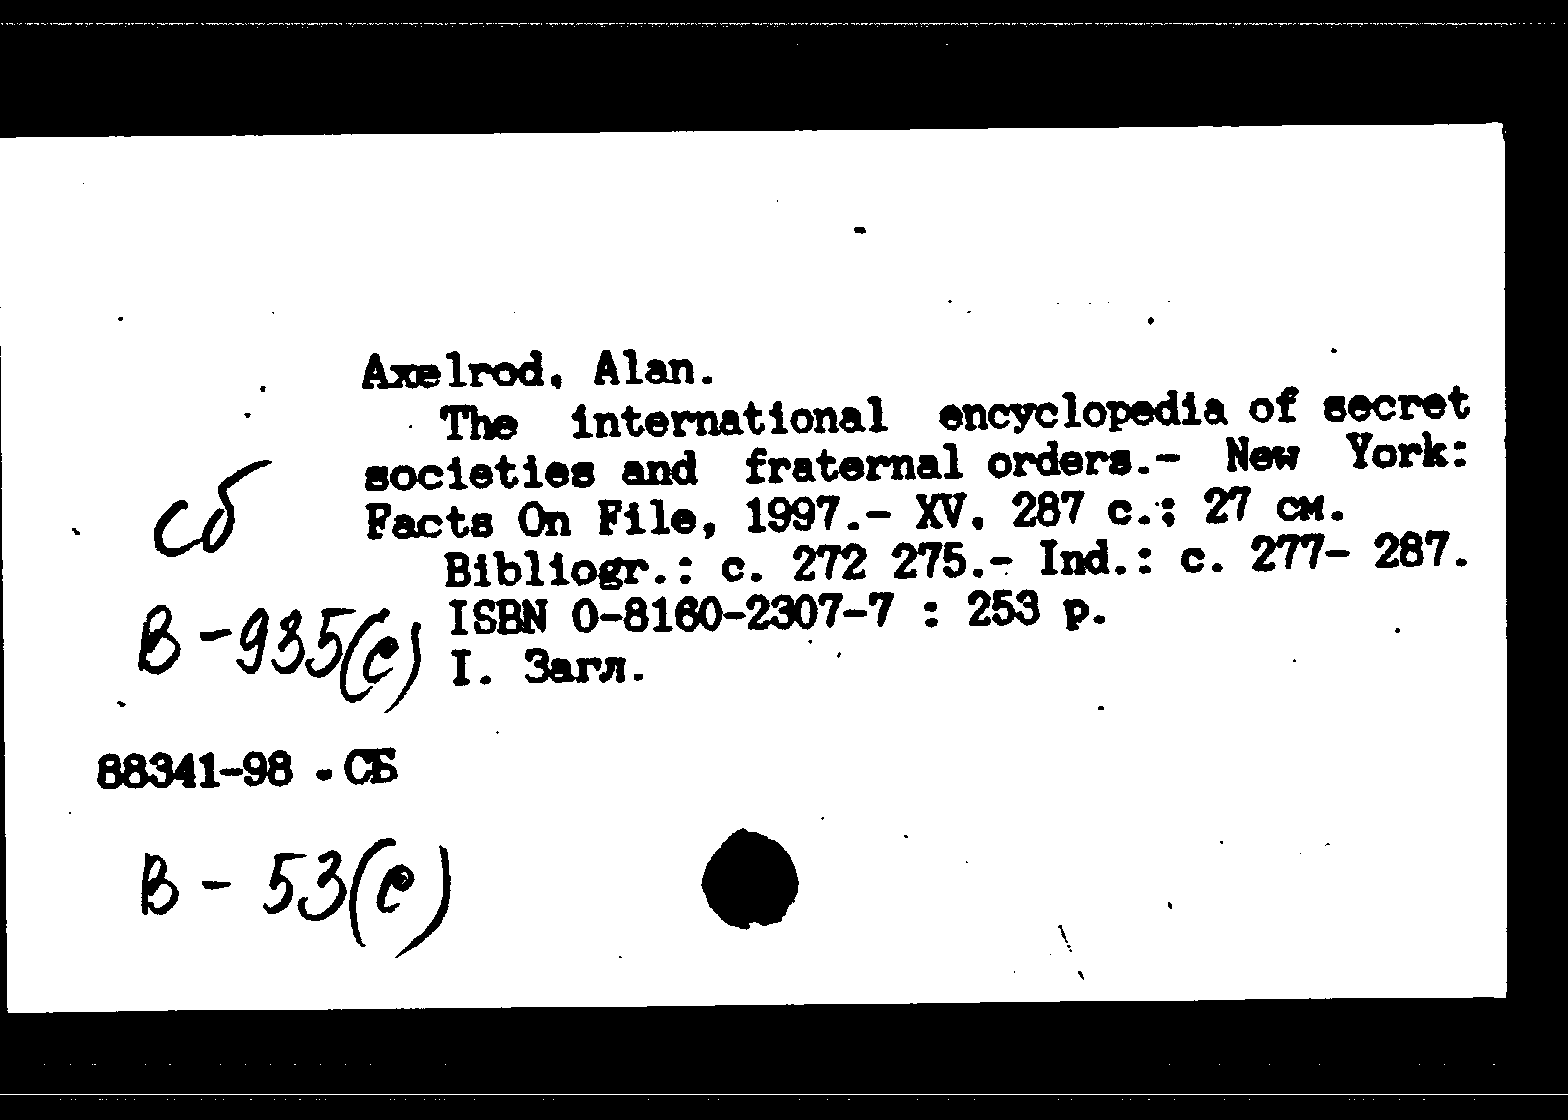 Axelrod, Alan.
The international encyclopedia of secret
societies and fraternal orders.- New York:
Facts On File, 1997.- XV, 287 с.; 27 см.
Bibliogr.: с. 272 275.- Ind.: с. 277- 287.
ISBN 0-8160-2307-7 : 253 р.
I. Загл.
сб
В-935(е)
88341-98 . СБ
В- 53(е)